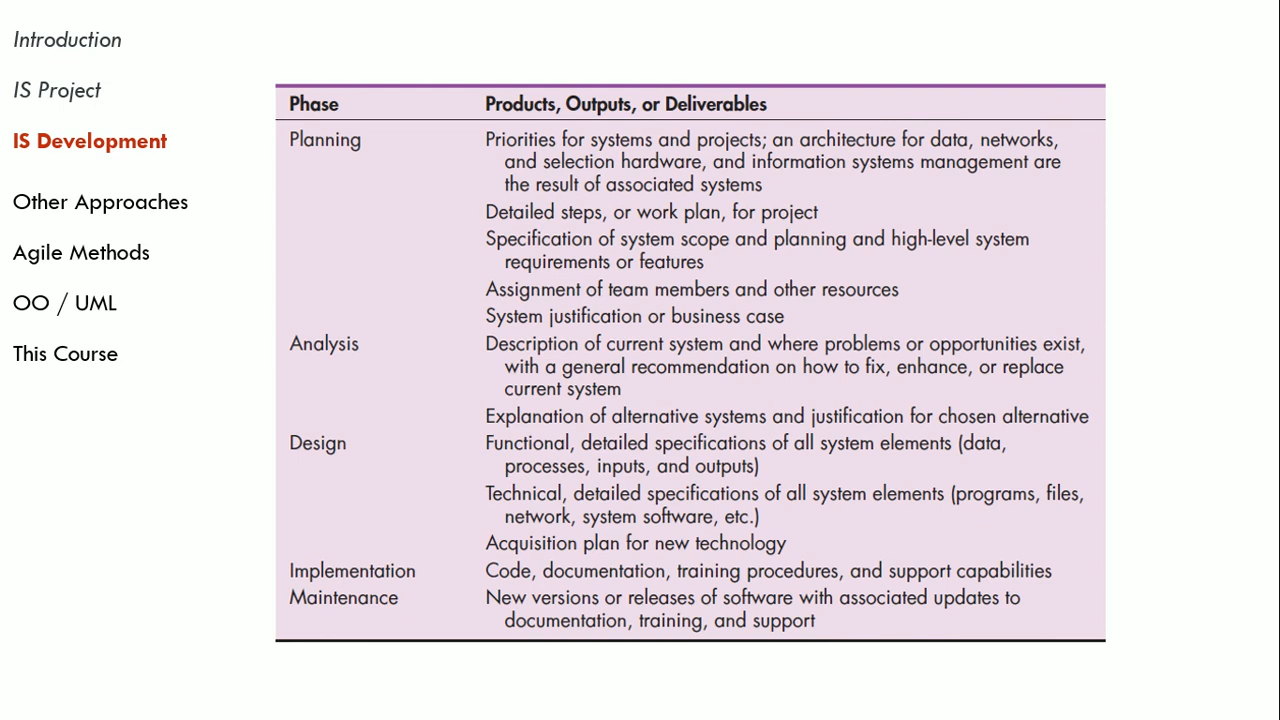 Introduction
IS Project
IS Development
Other Approaches
Agile Methods
OO / UML
This Course
Phase Products, Outputs, or Deliverables
Planning Priorities for systems and projects; an architecture for data, networks,
and selection hardware, and information systems management are
the result of associated systems
Detailed steps, or work plan, for project
Specification of system scope and planning and high-level system
requirements or features
Assignment of team members and other resources
System justification or business case
Analysis Description of current system and where problems or opportunities exist,
with a general recommendation on how to fix, enhance, or replace
current system
Explanation of alternative systems and justification for chosen alternative
Design Functional, detailed specifications of all system elements (data,
processes, inputs, and outputs)
Technical, detailed specifications of all system elements (programs, files,
network, system software, etc.)
Acquisition plan for new technology
Implementation Code, documentation, training procedures, and support capabilities
Maintenance New versions or releases of software with associated updates to
documentation, training, and support